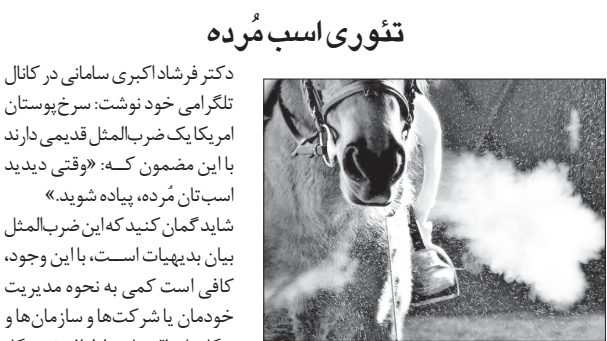 تئوری اسب مُرده
دکتر فرشاد اکبری سامانی در کانال
تلگرامی خود نوشت: سرخ‌پوستان
امریکا یک ضرب‌المثل قدیمی دارند
با این مضمون کـــه: «وقتی دیدید
اسب‌تان مُرده، پیاده شوید.»
شاید گمان کنید که این ضرب‌المثل
بیان بدیهیات اســـت، با این وجود،
کافی است کمی به نحوه مدیریت
خودمان یا شرکت‌ها و سازمان‌ها و